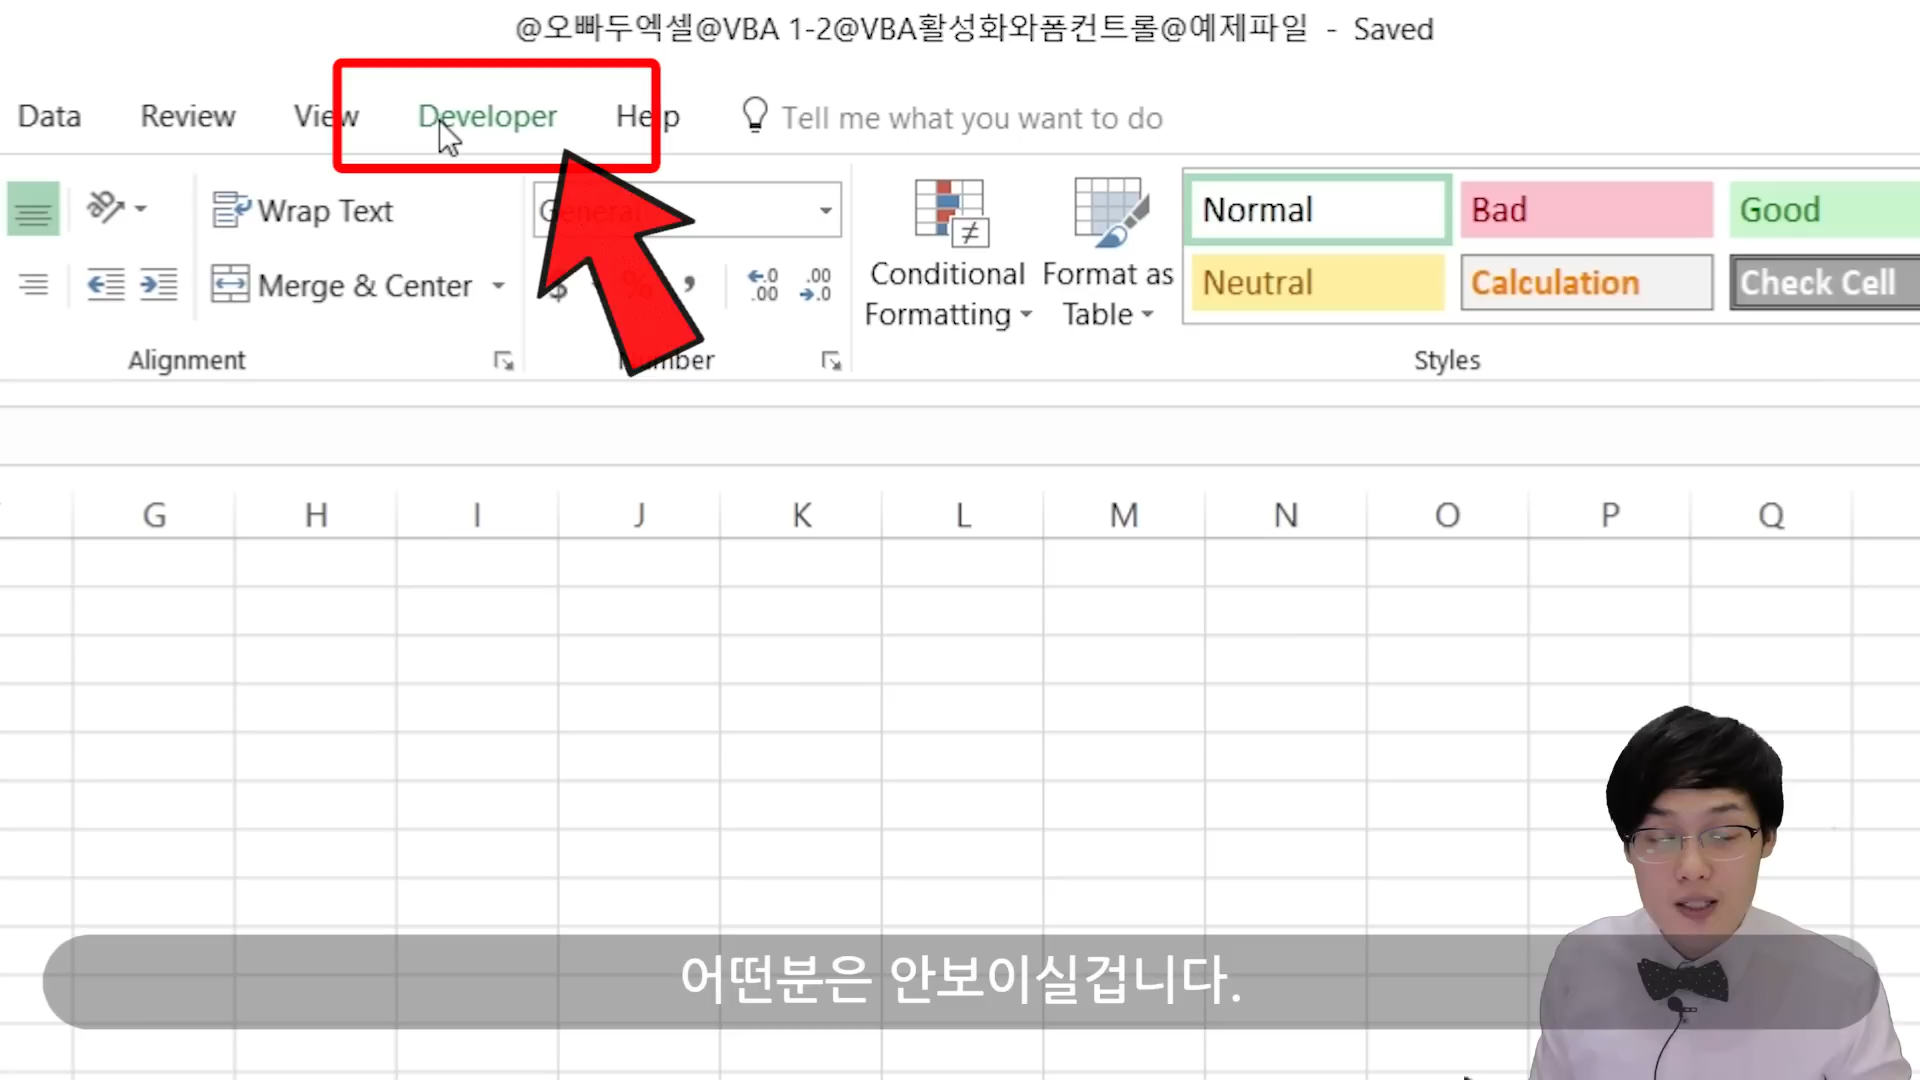 @오빠두엑셀@VBA 1-2@VBA활성화와폼컨트롤@예제파일 - Saved
Data Review View Developer Help Tell me what you want to do
Wrap Text General Normal Bad Good
Merge & Center $ % , Conditional Formatting Format as Table Neutral Calculation Check Cell
Alignment Number Styles
G H I J K L M N O P Q
어떤분은 안보이실겁니다.